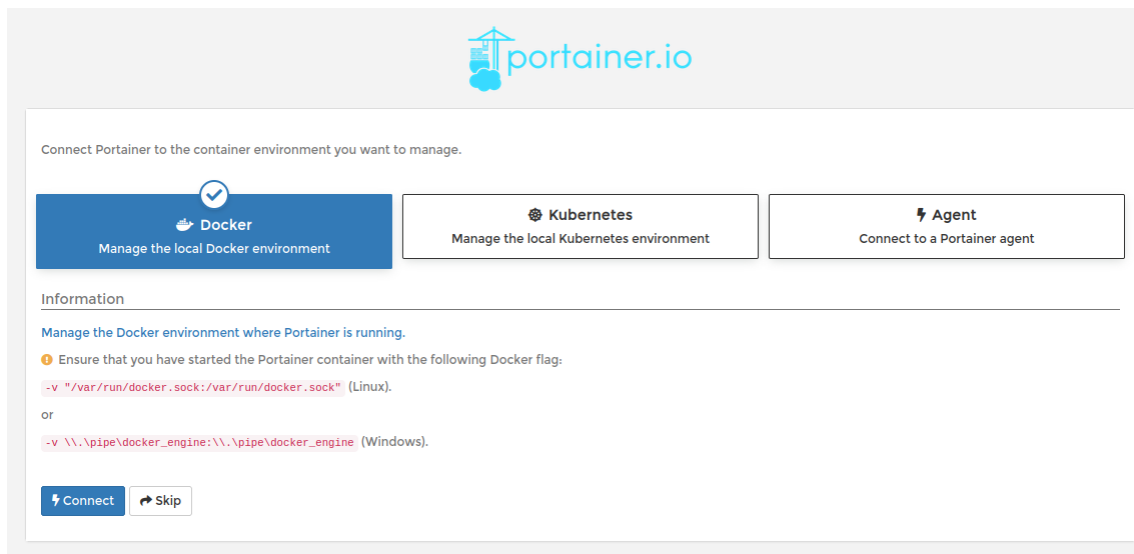 portainer.io
Connect Portainer to the container environment you want to manage.
Docker
Manage the local Docker environment
Kubernetes
Manage the local Kubernetes environment
Agent
Connect to a Portainer agent
Information
Manage the Docker environment where Portainer is running.
Ensure that you have started the Portainer container with the following Docker flag:
-v "/var/run/docker.sock:/var/run/docker.sock" (Linux).
or
-v \\.\pipe\docker_engine:\\.\pipe\docker_engine (Windows).
Connect Skip